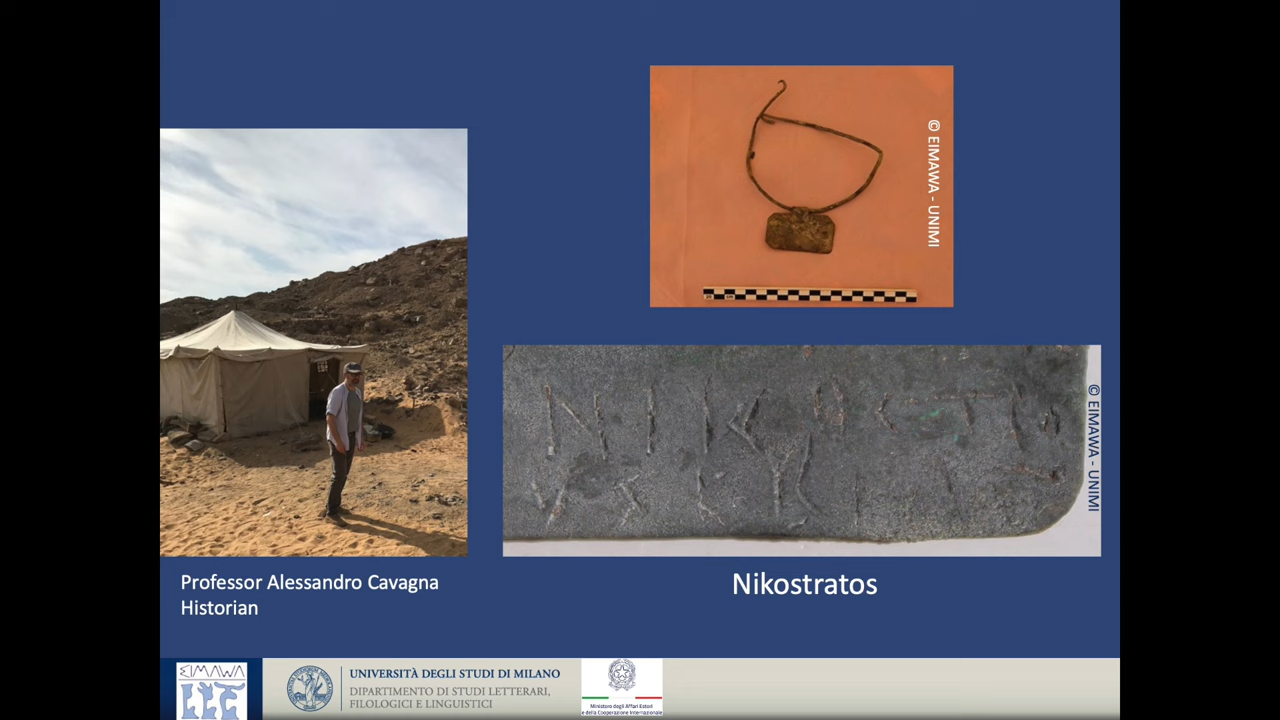 © EIMAWA - UNIMI
© EIMAWA - UNIMI
Professor Alessandro Cavagna
Historian
Nikostratos
EIMAWA
UNIVERSITÀ DEGLI STUDI DI MILANO
DIPARTIMENTO DI STUDI LETTERARI,
FILOLOGICI E LINGUISTICI
Ministero degli Affari Esteri
e della Cooperazione Internazionale